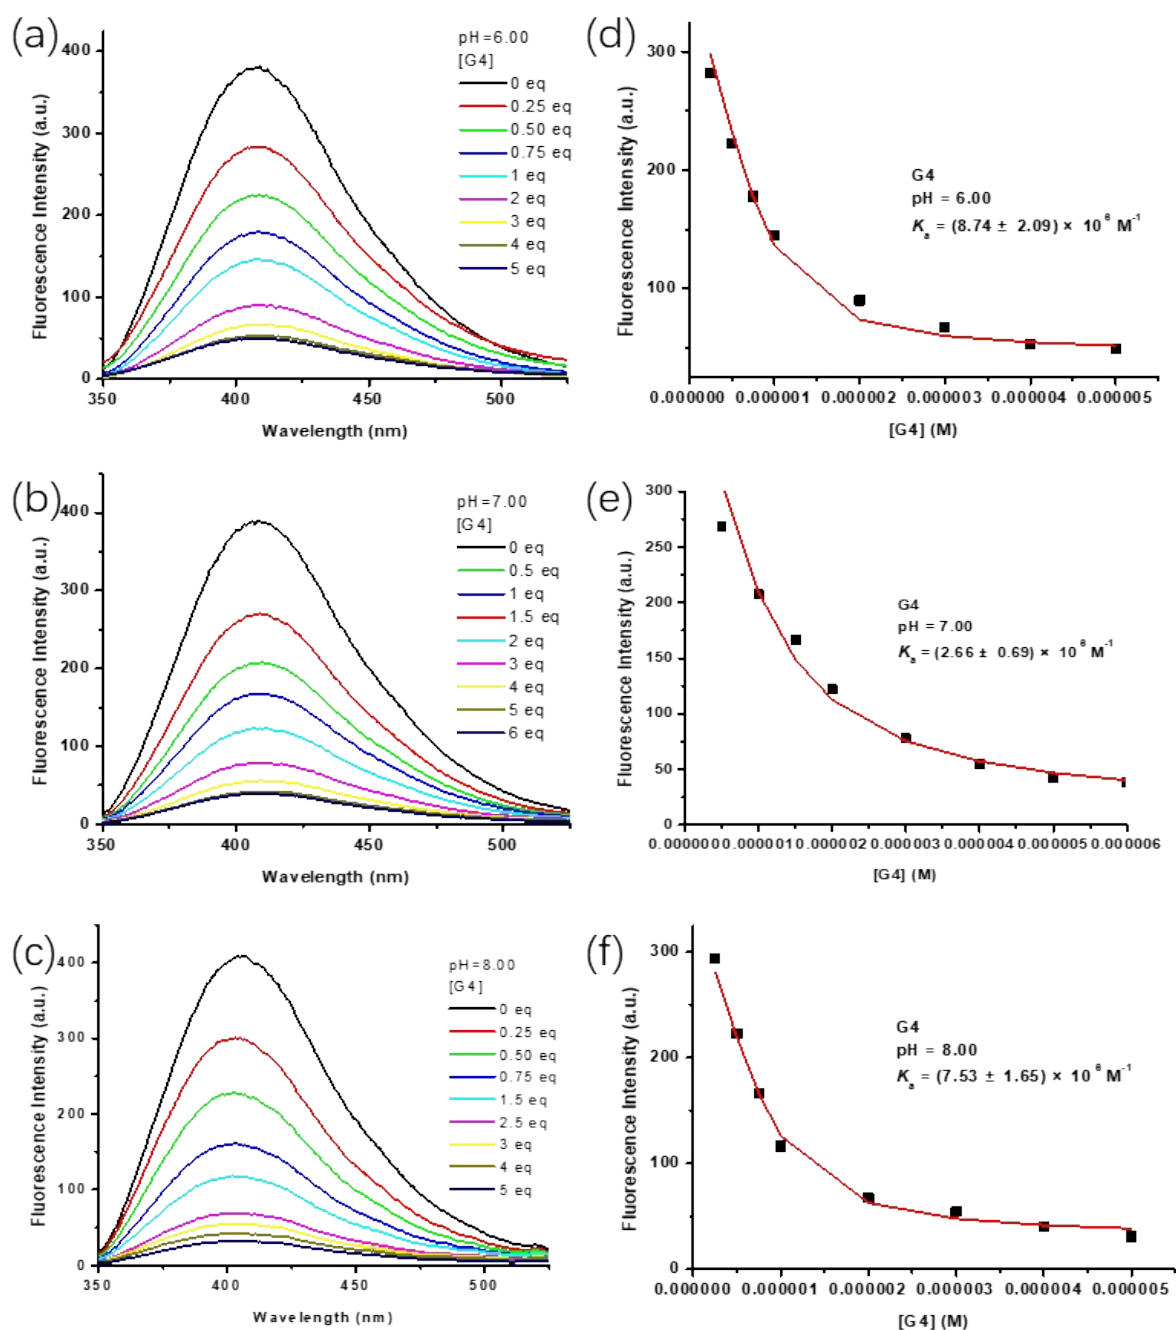 (a)
pH=6.00
[G4]
0 eq
0.25 eq
0.50 eq
0.75 eq
1 eq
2 eq
3 eq
4 eq
5 eq
400
300
200
100
0
350
400
450
500
Fluorescence Intensity (a.u.)
Wavelength (nm)
(d)
300
200
100
G4
pH = 6.00
Ka = (8.74 ± 2.09) × 10^6 M^-1
0.000000
0.000001
0.000002
0.000003
0.000004
0.000005
Fluorescence Intensity (a.u.)
[G4] (M)
(b)
pH=7.00
[G4]
0 eq
0.5 eq
1 eq
1.5 eq
2 eq
3 eq
4 eq
5 eq
6 eq
400
300
200
100
0
350
400
450
500
Fluorescence Intensity (a.u.)
Wavelength (nm)
(e)
300
250
200
150
100
50
0
G4
pH = 7.00
Ka = (2.66 ± 0.69) × 10^6 M^-1
0.000000
0.000001
0.000002
0.000003
0.000004
0.000005
0.000006
Fluorescence Intensity (a.u.)
[G4] (M)
(c)
pH=8.00
[G4]
0 eq
0.25 eq
0.50 eq
0.75 eq
1.5 eq
2.5 eq
3 eq
4 eq
5 eq
400
300
200
100
0
350
400
450
500
Fluorescence Intensity (a.u.)
Wavelength (nm)
(f)
300
200
100
0
G4
pH = 8.00
Ka = (7.53 ± 1.65) × 10^6 M^-1
0.000000
0.000001
0.000002
0.000003
0.000004
0.000005
Fluorescence Intensity (a.u.)
[G4] (M)